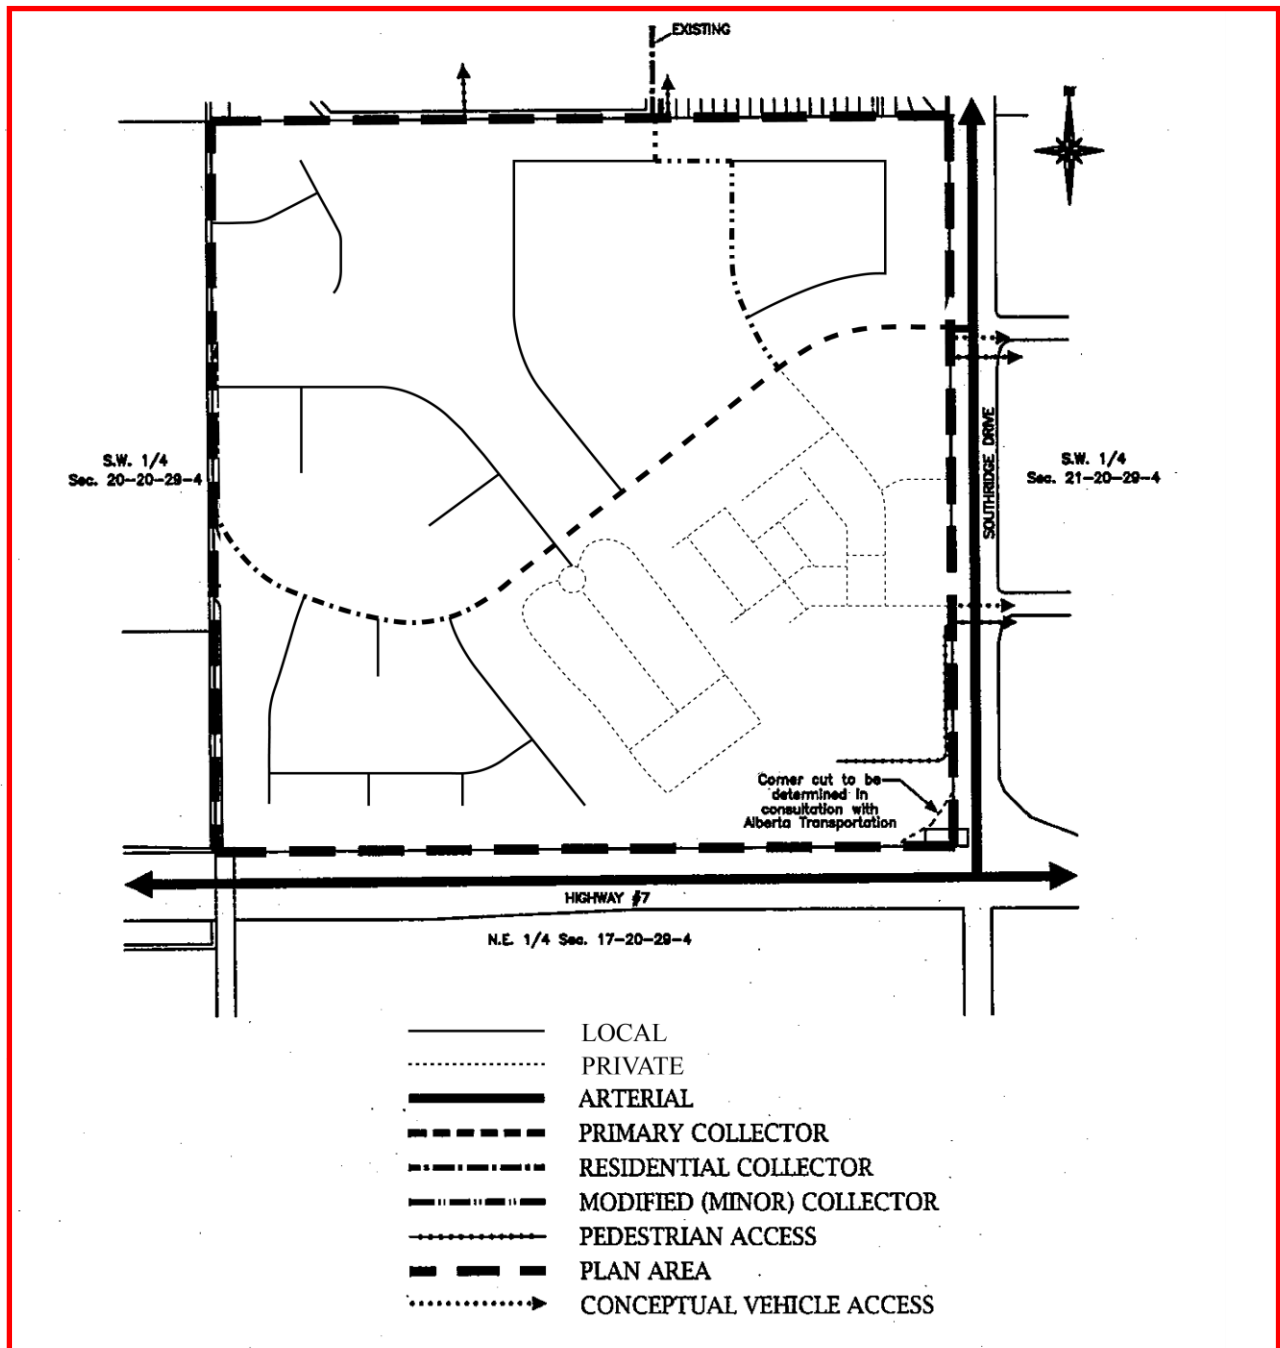 EXISTING
N
S.W. 1/4
Sec. 20-20-29-4
SOUTHRIDGE DRIVE
S.W. 1/4
Sec. 21-20-29-4
Corner cut to be
determined in
consultation with
Alberta Transportation
HIGHWAY #7
N.E. 1/4 Sec. 17-20-29-4
LOCAL
PRIVATE
ARTERIAL
PRIMARY COLLECTOR
RESIDENTIAL COLLECTOR
MODIFIED (MINOR) COLLECTOR
PEDESTRIAN ACCESS
PLAN AREA
CONCEPTUAL VEHICLE ACCESS